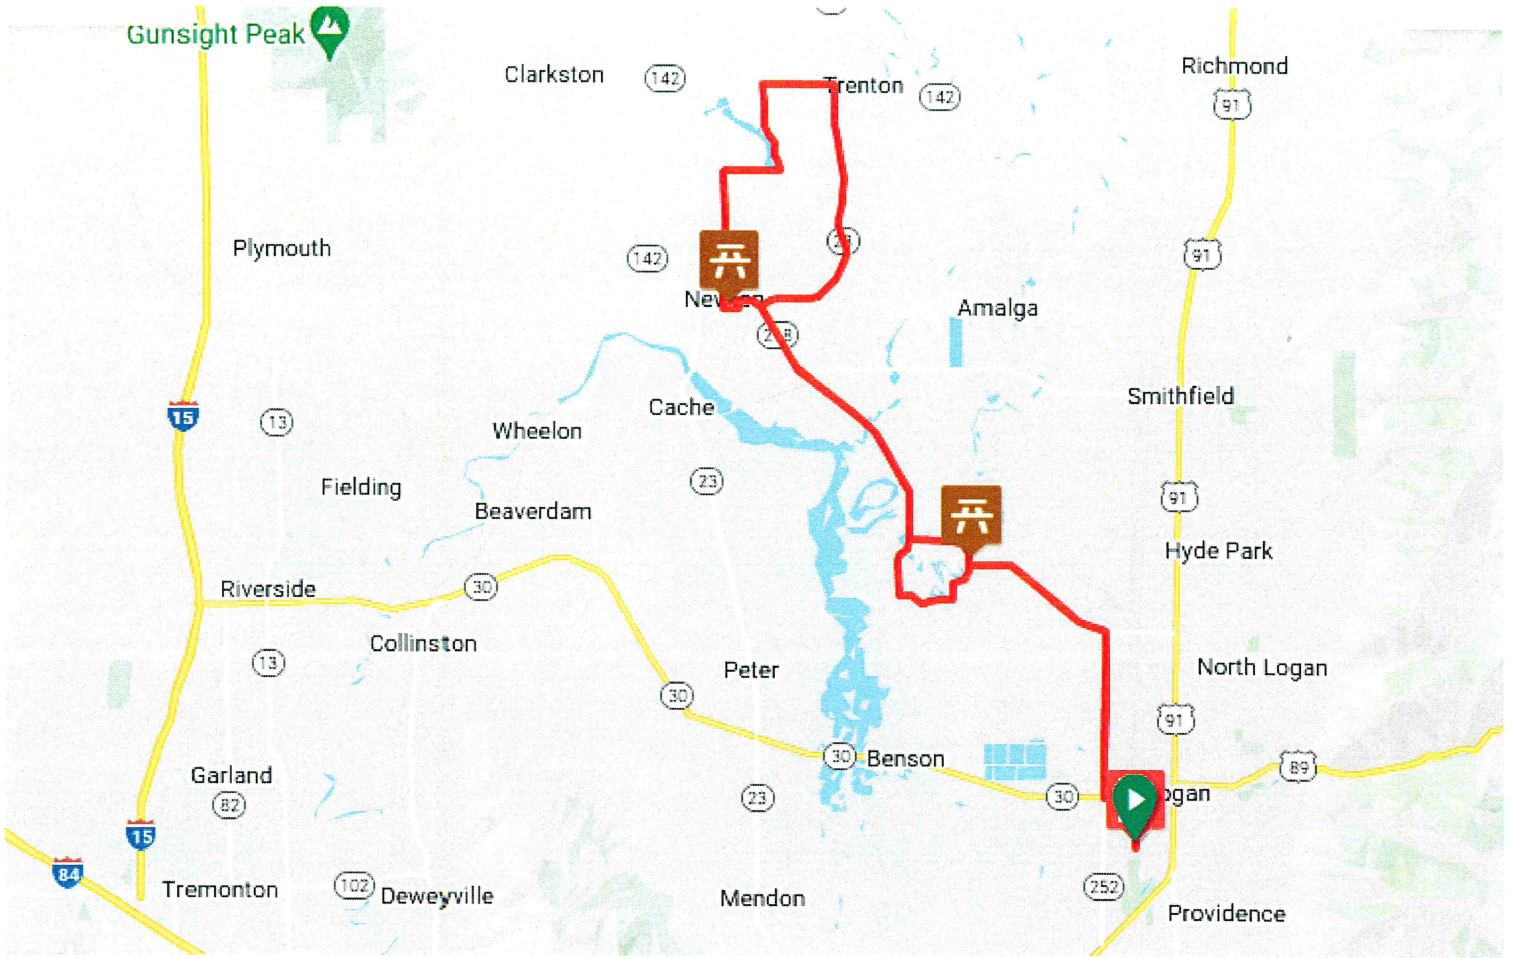 Gunsight Peak
Clarkston
142
Trenton
142
Richmond
91
Plymouth
142
23
91
Amalga
Smithfield
15
13
Cache
Wheelon
Fielding
23
Beaverdam
91
Hyde Park
Riverside
30
Collinston
13
Peter
30
North Logan
91
30
Benson
89
Garland
82
23
30
ogan
15
84
Tremonton
102
Deweyville
Mendon
252
Providence